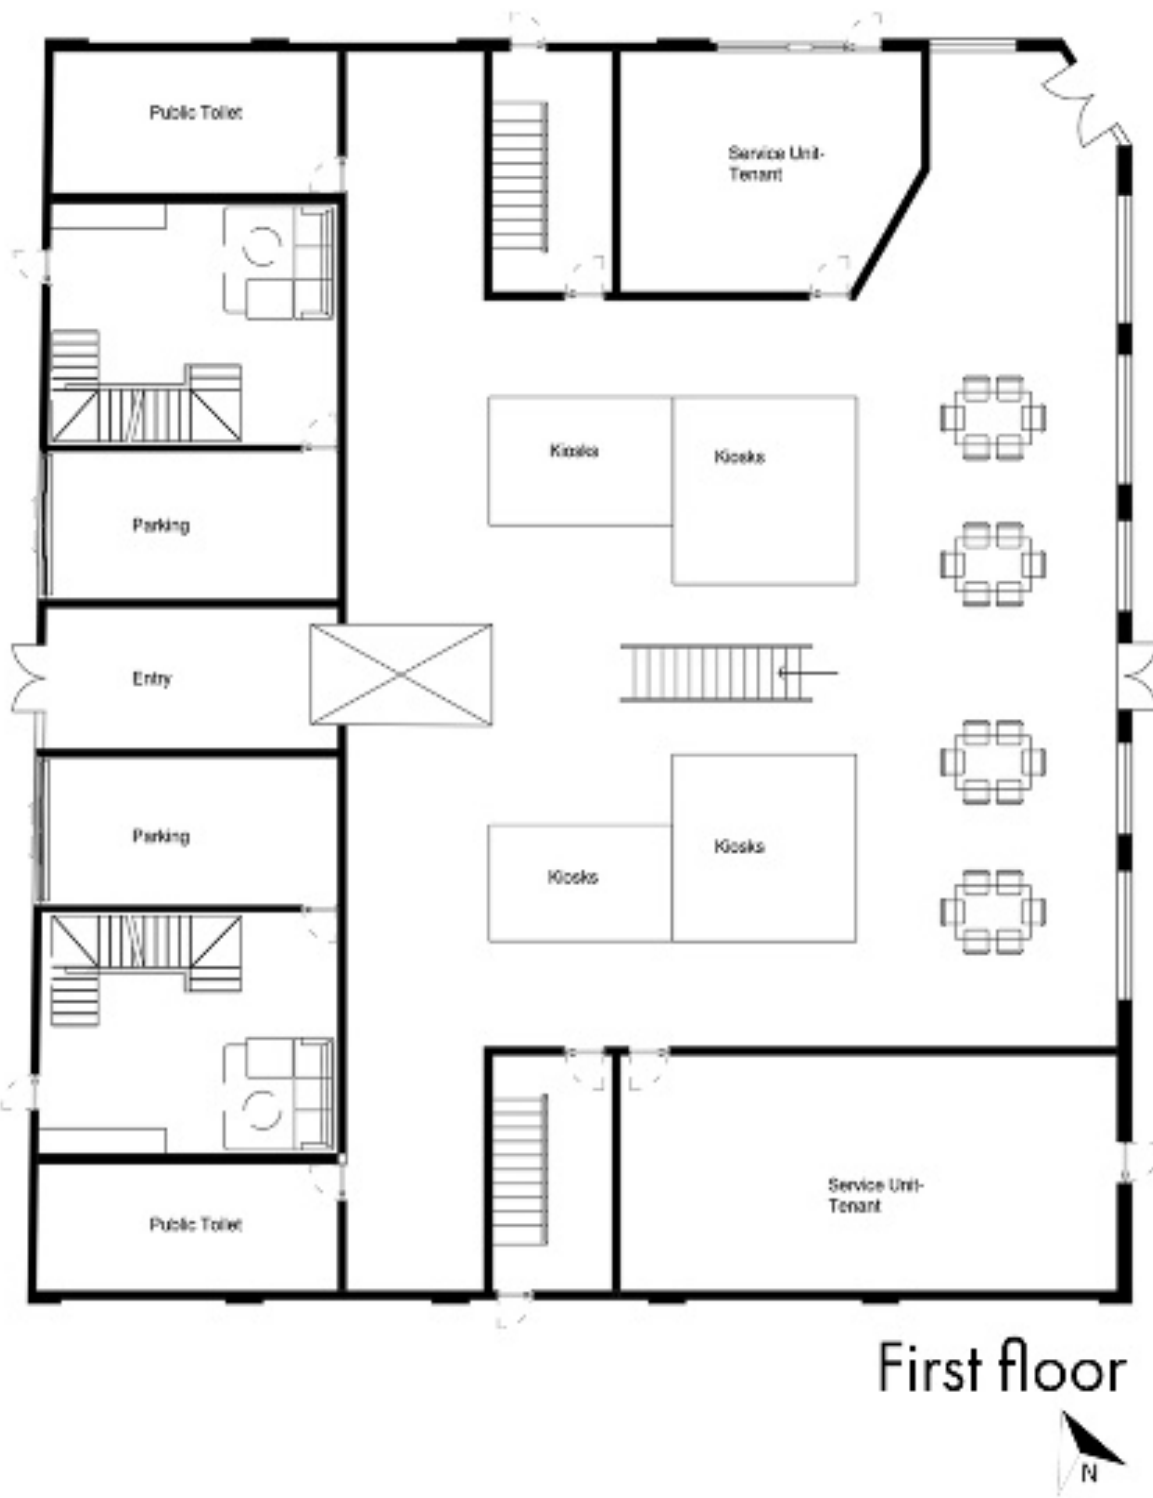 Public Toilet
Service Unit-
Tenant
Kiosks
Kiosks
Parking
Entry
Parking
Kiosks
Kiosks
Service Unit-
Tenant
Public Toilet
First floor
N